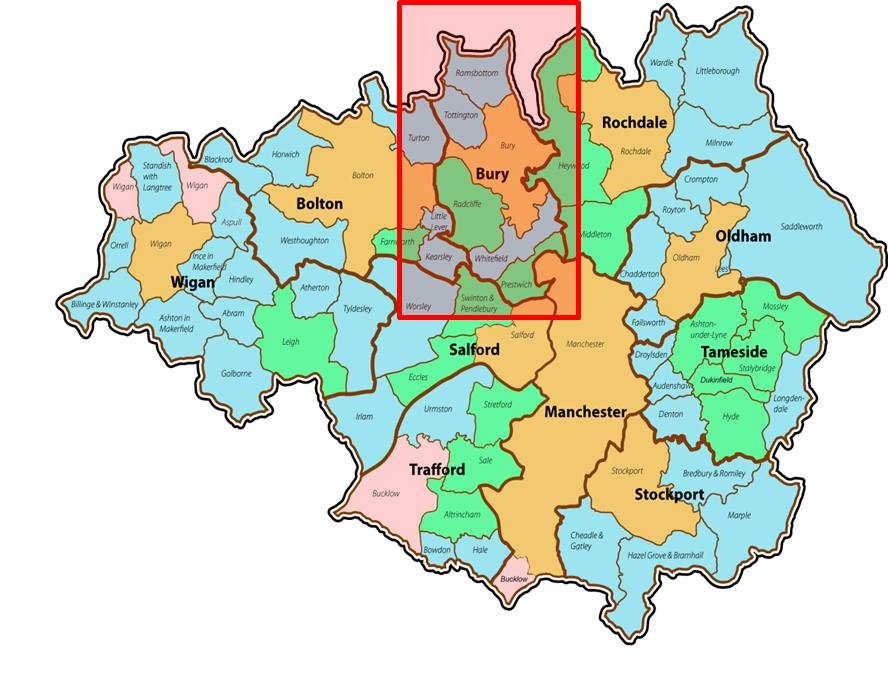 Wardle
Littleborough
Ramsbottom
Tottington
Rochdale
Turton
Bury
Milnrow
Rochdale
Blackrod
Horwich
Standish
with
Langtree
Bolton
Bury
Heywood
Wigan
Wigan
Crompton
Bolton
Radcliffe
Royton
Aspull
Little
Lever
Saddleworth
Middleton
Oldham
Orrell
Wigan
Westhoughton
Farnworth
Ince in
Makerfield
Kearsley
Whitefield
Oldham
Lees
Chadderton
Wigan
Hindley
Atherton
Prestwich
Billinge & Winstanley
Tyldesley
Worsley
Swinton &
Pendlebury
Mossley
Ashton in
Makerfield
Abram
Failsworth
Ashton-
under-Lyne
Salford
Leigh
Salford
Manchester
Droylsden
Tameside
Stalybridge
Golborne
Eccles
Dukinfield
Audenshaw
Irlam
Urmston
Stretford
Manchester
Denton
Hyde
Longden-
dale
Trafford
Sale
Stockport
Bredbury & Romiley
Bucklow
Stockport
Altrincham
Marple
Cheadle &
Gatley
Bowdon
Hale
Hazel Grove & Bramhall
Bucklow